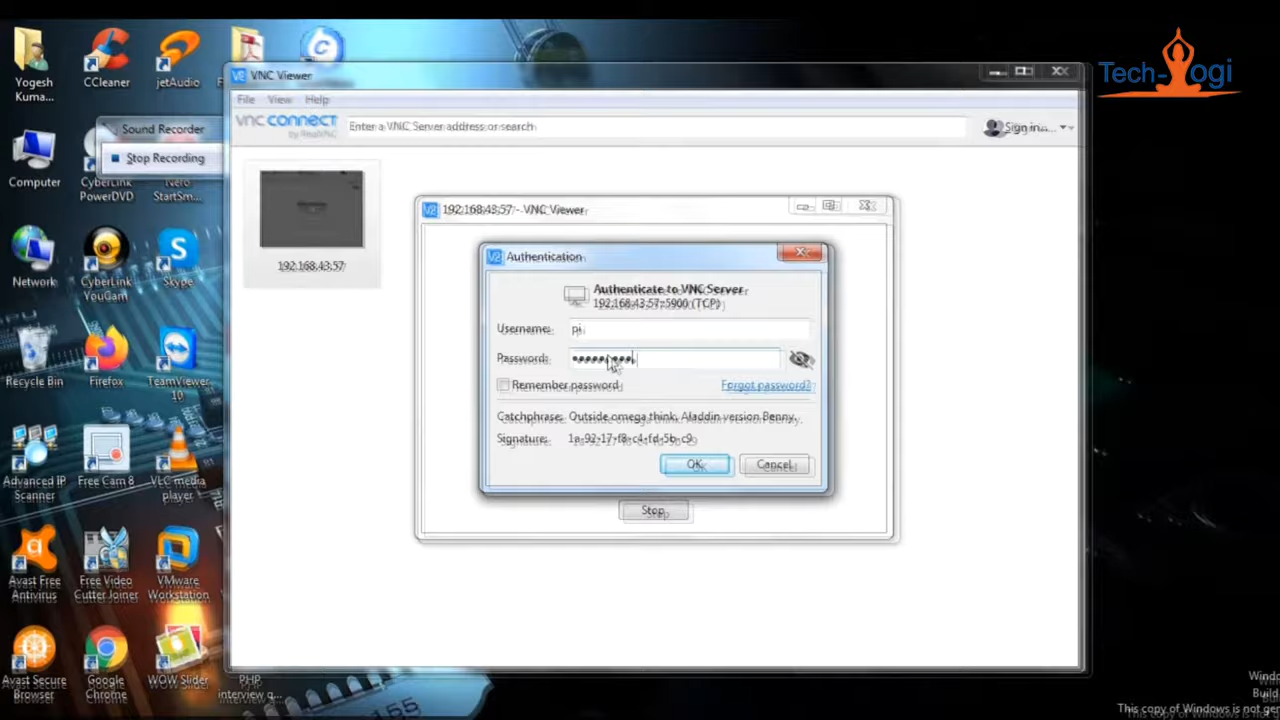 Tech-Yogi
Yogesh
Kuma...
CCleaner
jetAudio
VNC Viewer
File View Help
vnc connect
by RealVNC
Enter a VNC Server address or search
Sign in...
Sound Recorder
Stop Recording
Computer
CyberLink
PowerDVD
Nero
StartSm...
192.168.43.57
192.168.43.57 - VNC Viewer
Network
CyberLink
YouCam
Skype
Authentication
Authenticate to VNC Server
192.168.43.57::5900 (TCP)
Username: pi
Password:
Remember password
Forgot password?
Catchphrase: Outside omega think. Aladdin version Benny.
Signature: 1a-92-17-f8-c4-fd-5b-c9
OK
Cancel
Stop
Recycle Bin
Firefox
TeamViewer
10
Advanced IP
Scanner
Free Cam 8
VLC media
player
Avast Free
Antivirus
Free Video
Cutter Joiner
VMware
Workstation
Avast Secure
Browser
Google
Chrome
WOW Slider
PHP
interview q...
Windo
Build
This copy of Windows is not gen